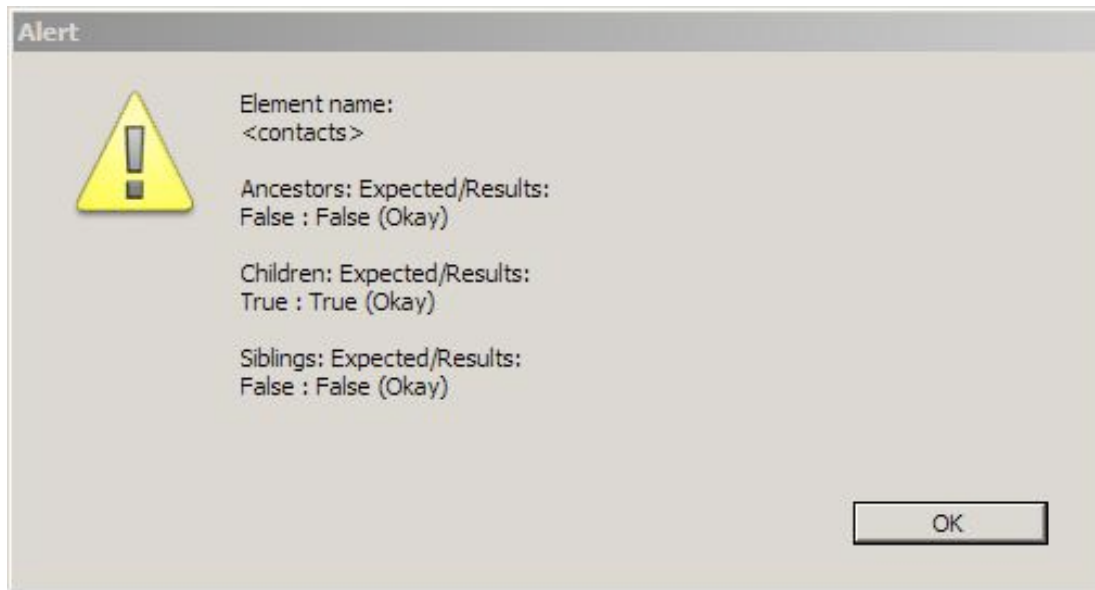 Alert
Element name:
<contacts>
Ancestors: Expected/Results:
False : False (Okay)
Children: Expected/Results:
True : True (Okay)
Siblings: Expected/Results:
False : False (Okay)
OK